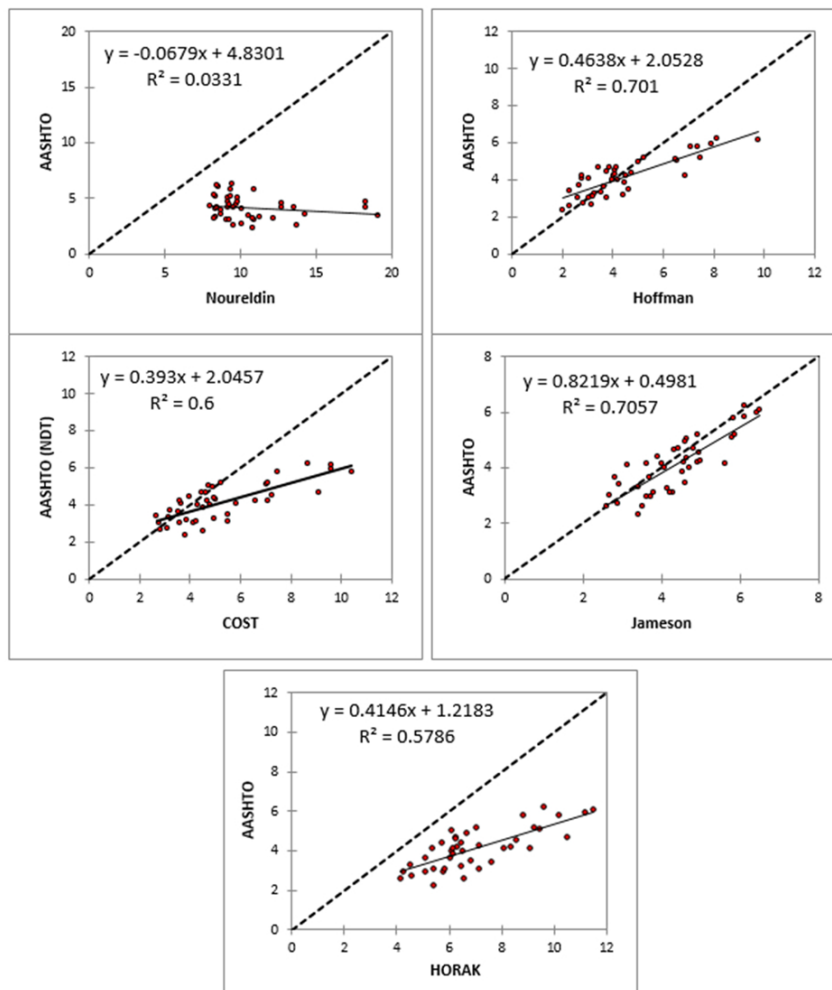 y = -0.0679x + 4.8301
R² = 0.0331
AASHTO
20
15
10
5
0
0 5 10 15 20
Noureldin
y = 0.4638x + 2.0528
R² = 0.701
AASHTO
12
10
8
6
4
2
0
0 2 4 6 8 10 12
Hoffman
y = 0.393x + 2.0457
R² = 0.6
AASHTO (NDT)
12
10
8
6
4
2
0
0 2 4 6 8 10 12
COST
y = 0.8219x + 0.4981
R² = 0.7057
AASHTO
8
6
4
2
0
0 2 4 6 8
Jameson
y = 0.4146x + 1.2183
R² = 0.5786
AASHTO
12
10
8
6
4
2
0
0 2 4 6 8 10 12
HORAK